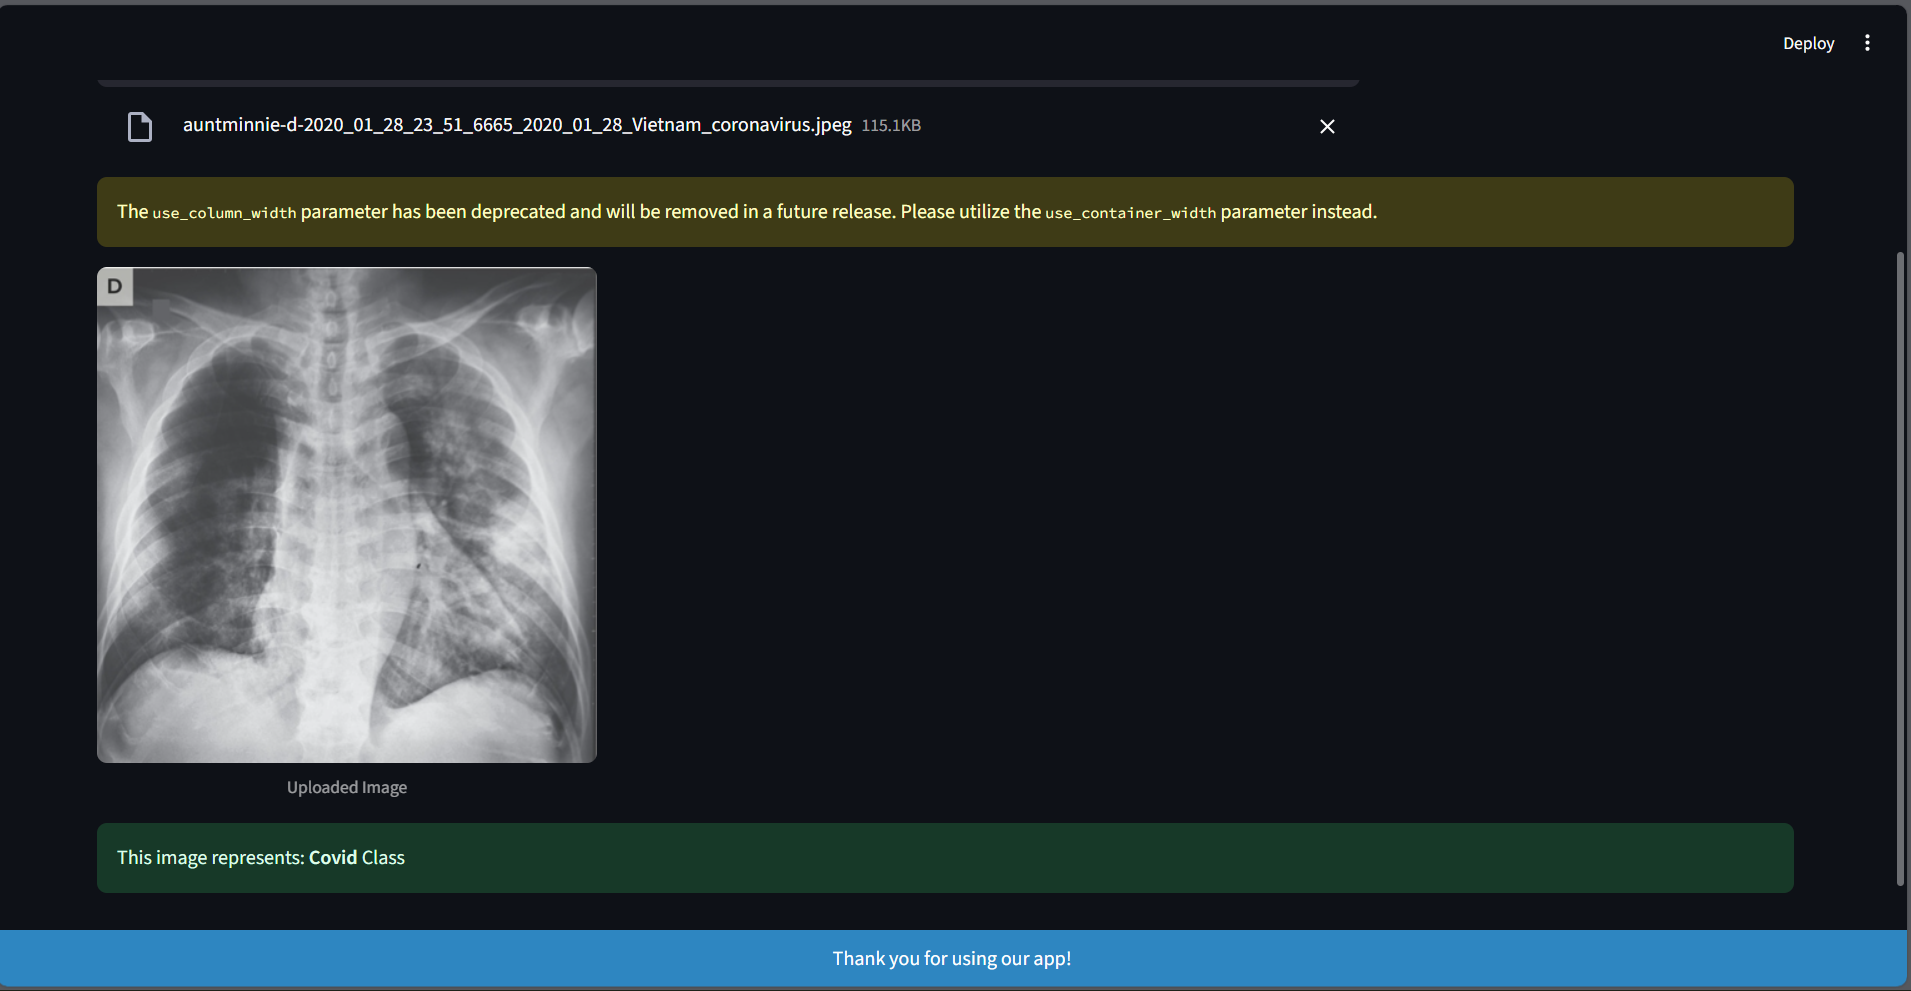 Deploy
auntminnie-d-2020_01_28_23_51_6665_2020_01_28_Vietnam_coronavirus.jpeg 115.1KB
The use_column_width parameter has been deprecated and will be removed in a future release. Please utilize the use_container_width parameter instead.
D
Uploaded Image
This image represents: Covid Class
Thank you for using our app!